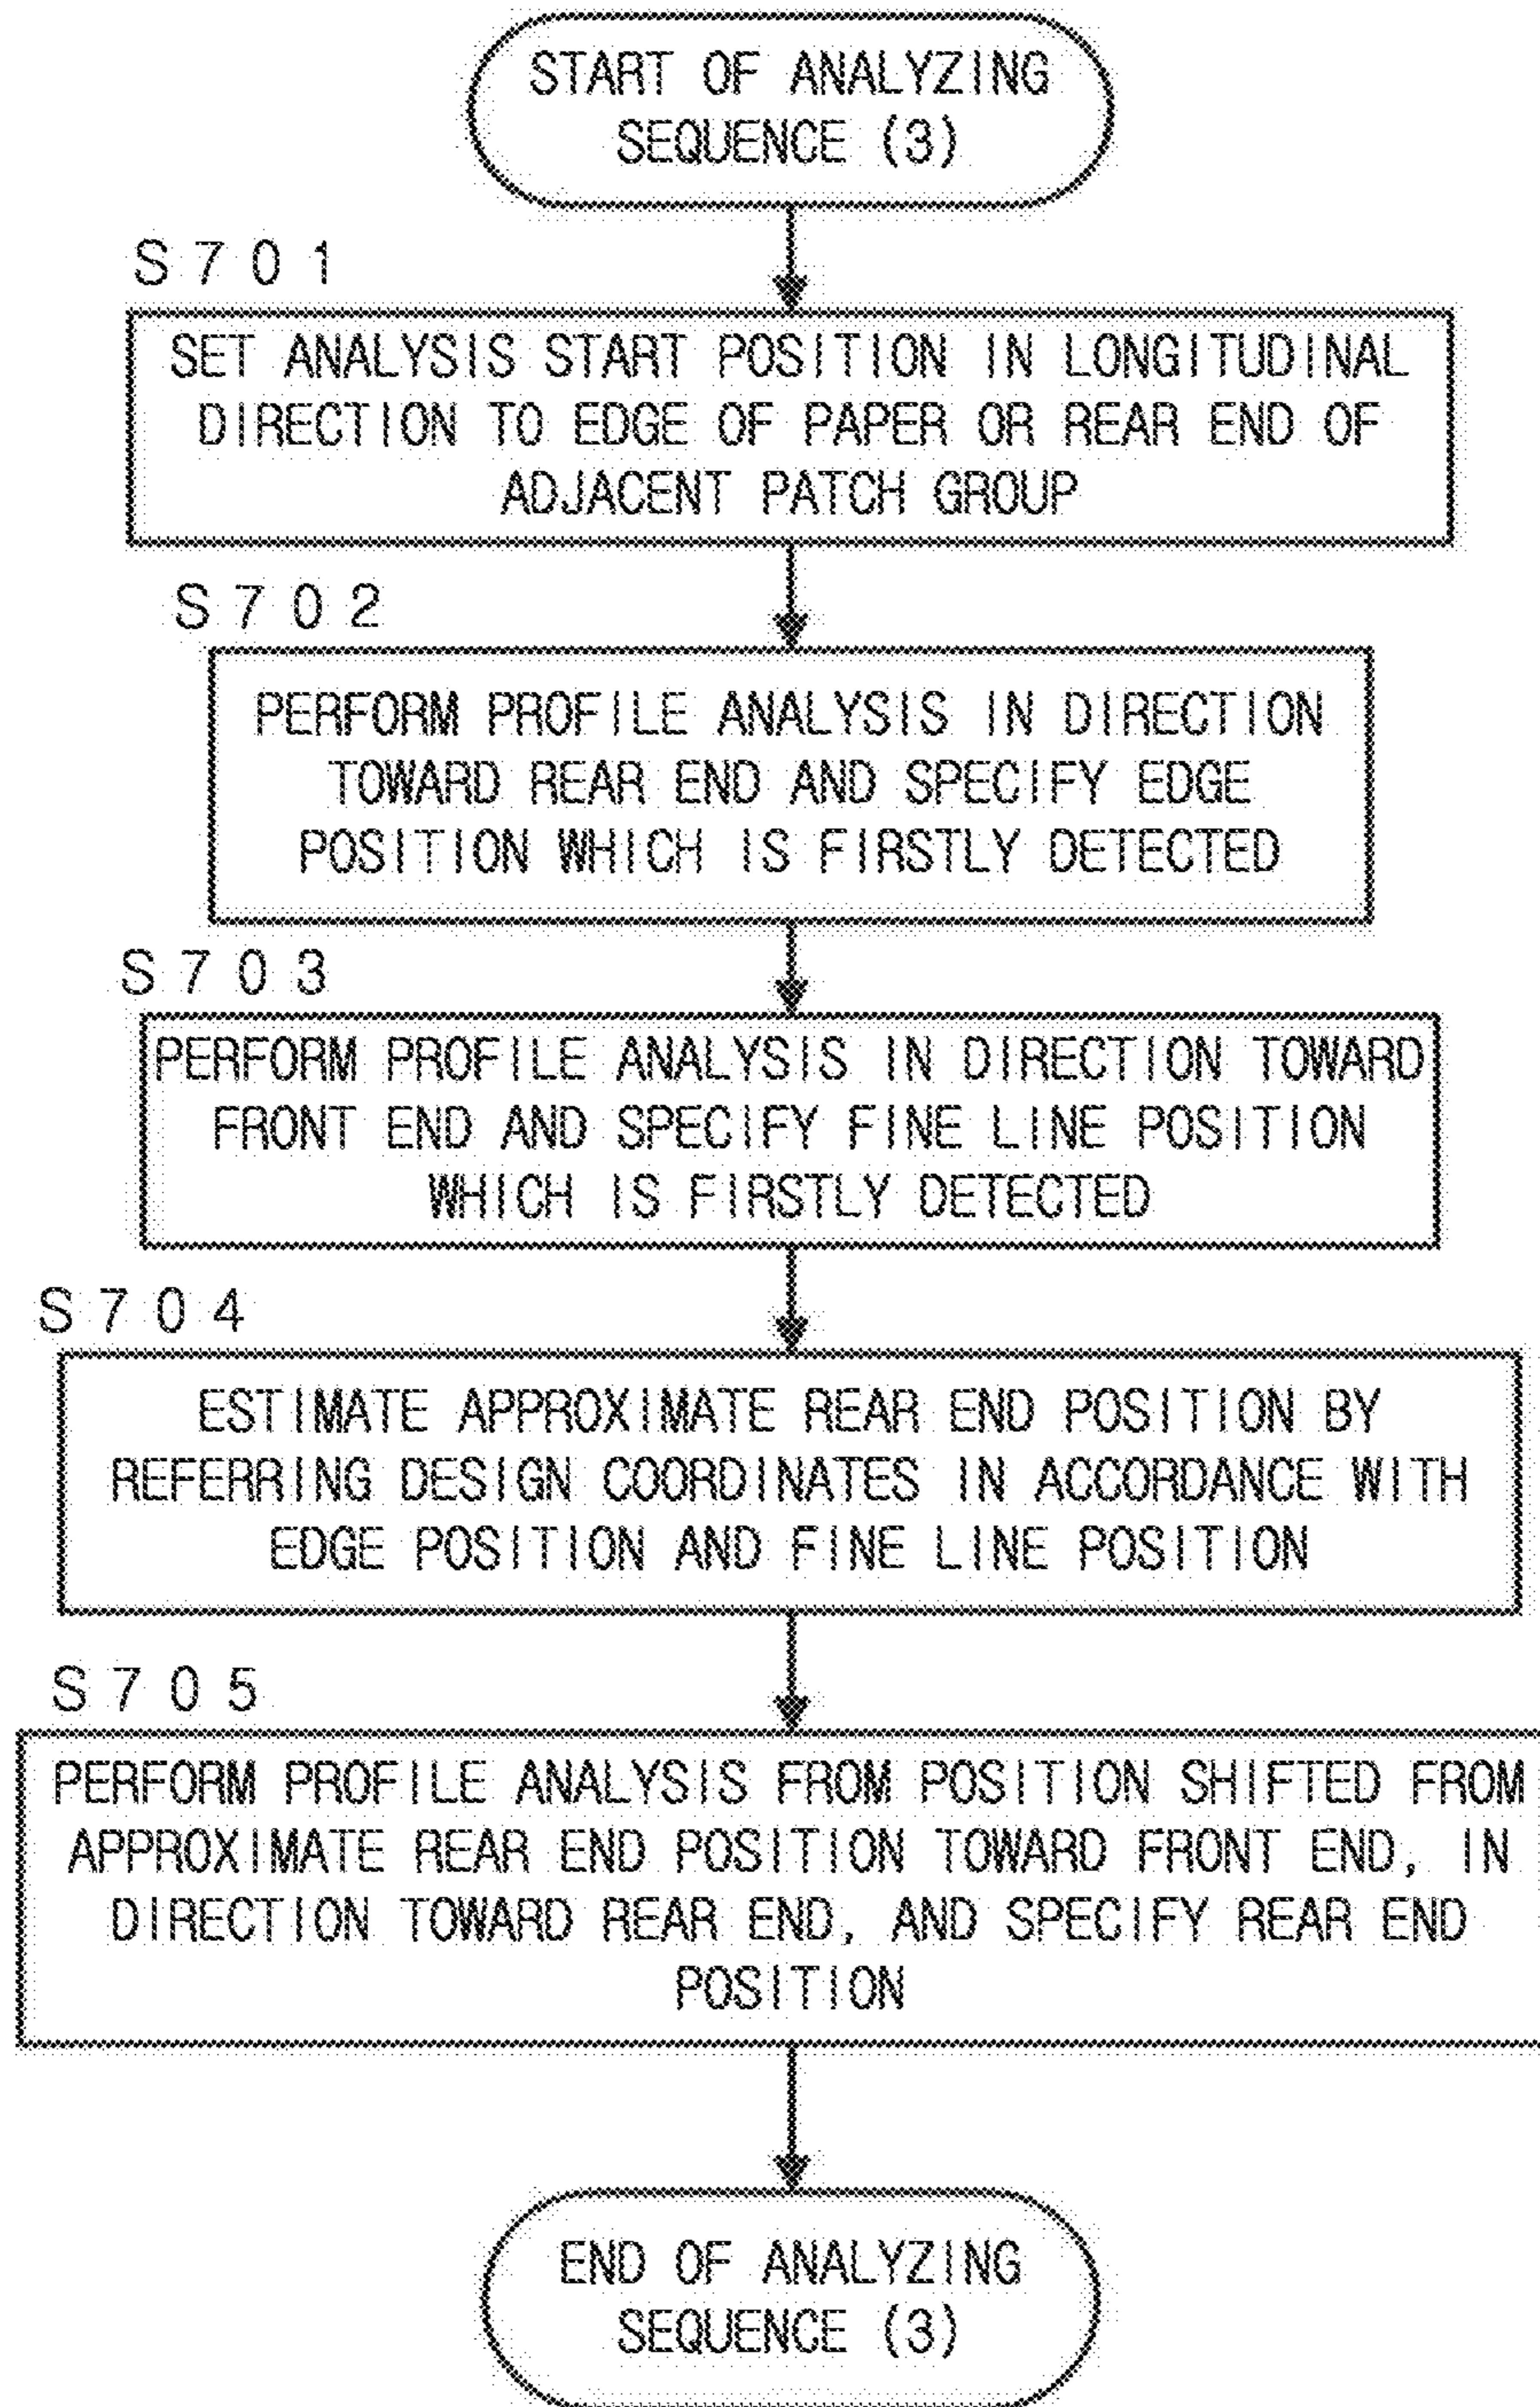 START OF ANALYZING
SEQUENCE (3)
S701
SET ANALYSIS START POSITION IN LONGITUDINAL
DIRECTION TO EDGE OF PAPER OR REAR END OF
ADJACENT PATCH GROUP
S702
PERFORM PROFILE ANALYSIS IN DIRECTION
TOWARD REAR END AND SPECIFY EDGE
POSITION WHICH IS FIRSTLY DETECTED
S703
PERFORM PROFILE ANALYSIS IN DIRECTION TOWARD
FRONT END AND SPECIFY FINE LINE POSITION
WHICH IS FIRSTLY DETECTED
S704
ESTIMATE APPROXIMATE REAR END POSITION BY
REFERRING DESIGN COORDINATES IN ACCORDANCE WITH
EDGE POSITION AND FINE LINE POSITION
S705
PERFORM PROFILE ANALYSIS FROM POSITION SHIFTED FROM
APPROXIMATE REAR END POSITION TOWARD FRONT END, IN
DIRECTION TOWARD REAR END, AND SPECIFY REAR END
POSITION
END OF ANALYZING
SEQUENCE (3)